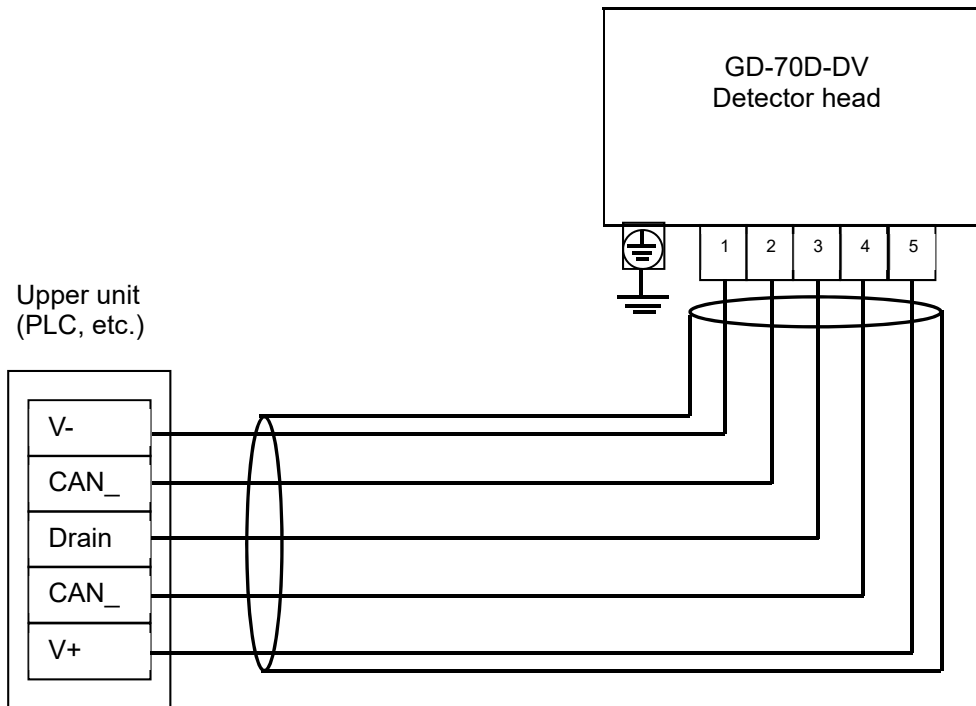 GD-70D-DV
Detector head
1 2 3 4 5
Upper unit
(PLC, etc.)
V-
CAN_
Drain
CAN_
V+